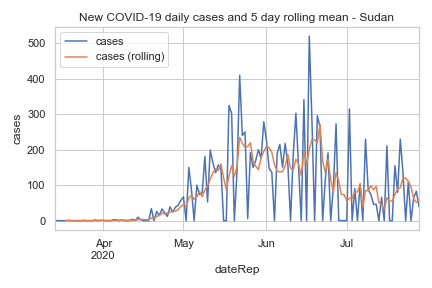 New COVID-19 daily cases and 5 day rolling mean - Sudan
cases
cases (rolling)
cases
500
400
300
200
100
0
Apr
2020
May
Jun
Jul
dateRep